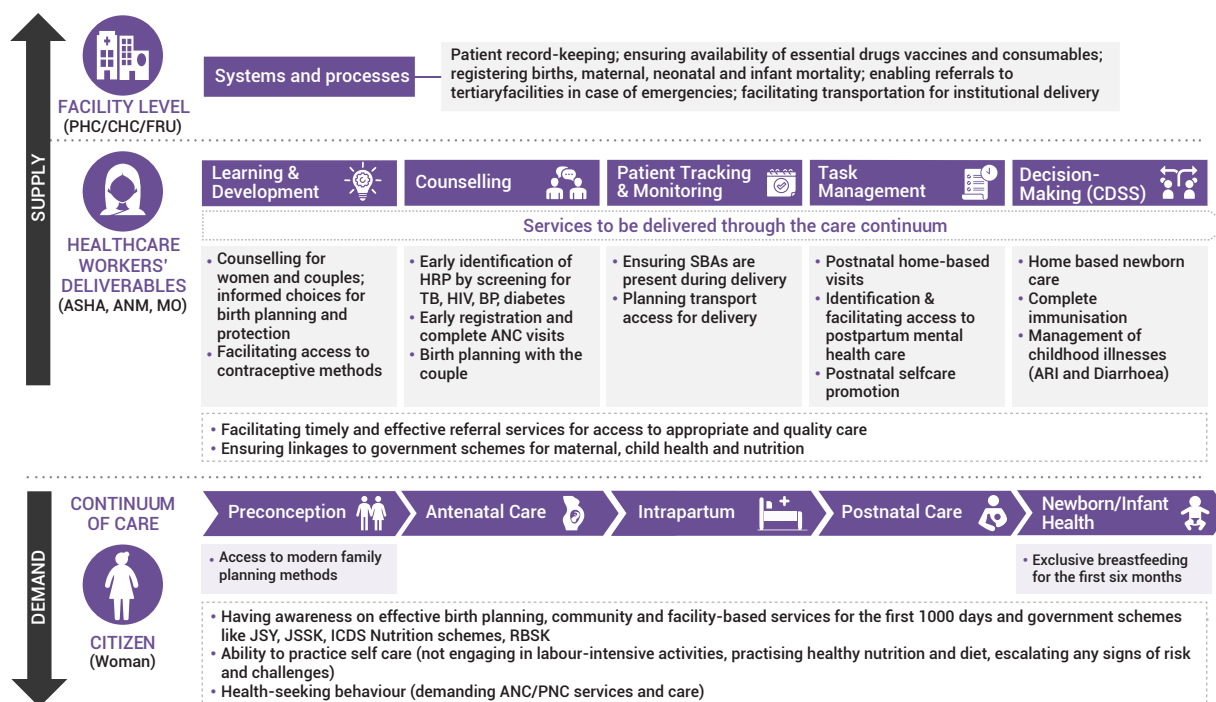 SUPPLY
FACILITY LEVEL
(PHC/CHC/FRU)
Systems and processes
Patient record-keeping; ensuring availability of essential drugs vaccines and consumables;
registering births, maternal, neonatal and infant mortality; enabling referrals to
tertiaryfacilities in case of emergencies; facilitating transportation for institutional delivery
HEALTHCARE
WORKERS'
DELIVERABLES
(ASHA, ANM, MO)
Learning &
Development
Counselling
Patient Tracking
& Monitoring
Task
Management
Decision-
Making (CDSS)
Services to be delivered through the care continuum
• Counselling for
women and couples;
informed choices for
birth planning and
protection
• Facilitating access to
contraceptive methods
• Early identification of
HRP by screening for
TB, HIV, BP, diabetes
• Early registration and
complete ANC visits
• Birth planning with the
couple
• Ensuring SBAs are
present during delivery
• Planning transport
access for delivery
• Postnatal home-based
visits
• Identification &
facilitating access to
postpartum mental
health care
• Postnatal selfcare
promotion
• Home based newborn
care
• Complete
immunisation
• Management of
childhood illnesses
(ARI and Diarrhoea)
• Facilitating timely and effective referral services for access to appropriate and quality care
• Ensuring linkages to government schemes for maternal, child health and nutrition
DEMAND
CONTINUUM
OF CARE
Preconception
Antenatal Care
Intrapartum
Postnatal Care
Newborn/Infant
Health
• Access to modern family
planning methods
• Exclusive breastfeeding
for the first six months
CITIZEN
(Woman)
• Having awareness on effective birth planning, community and facility-based services for the first 1000 days and government schemes
like JSY, JSSK, ICDS Nutrition schemes, RBSK
• Ability to practice self care (not engaging in labour-intensive activities, practising healthy nutrition and diet, escalating any signs of risk
and challenges)
• Health-seeking behaviour (demanding ANC/PNC services and care)